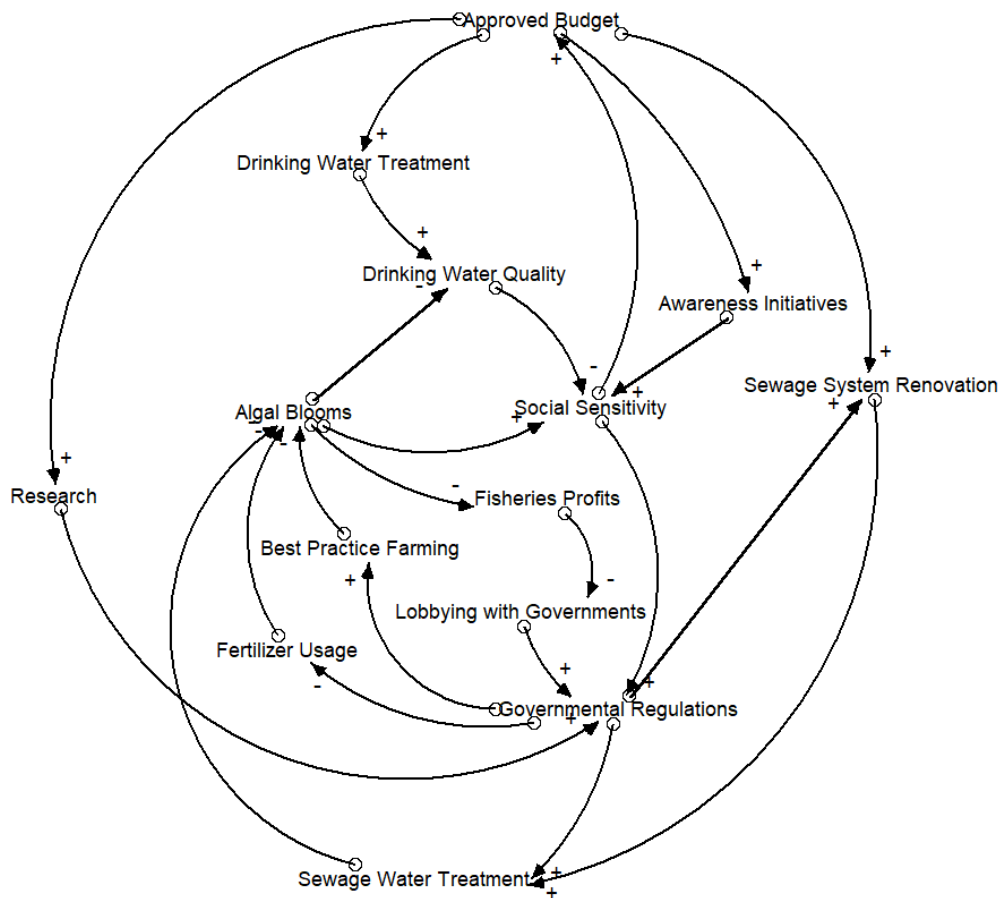 Approved Budget
+
+
Drinking Water Treatment
+
+
Drinking Water Quality
-
+
Awareness Initiatives
+
Sewage System Renovation
+
-
+
Algal Blooms
-
-
-
+
Social Sensitivity
+
Research
-
Fisheries Profits
Best Practice Farming
+
-
Lobbying with Governments
Fertilizer Usage
-
+
+
Governmental Regulations
+
Sewage Water Treatment
+
+